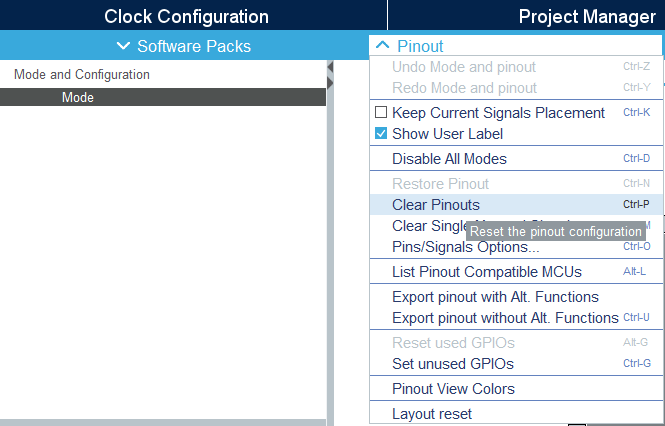 Clock Configuration
Project Manager
Software Packs
Pinout
Mode and Configuration
Mode
Undo Mode and pinout Ctrl-Z
Redo Mode and pinout Ctrl-Y
Keep Current Signals Placement Ctrl-K
Show User Label
Disable All Modes Ctrl-D
Restore Pinout Ctrl-N
Clear Pinouts Ctrl-P
Clear Single
Reset the pinout configuration
Pins/Signals Options... Ctrl-O
List Pinout Compatible MCUs Alt-L
Export pinout with Alt. Functions
Export pinout without Alt. Functions Ctrl-U
Reset used GPIOs Alt-G
Set unused GPIOs Ctrl-G
Pinout View Colors
Layout reset